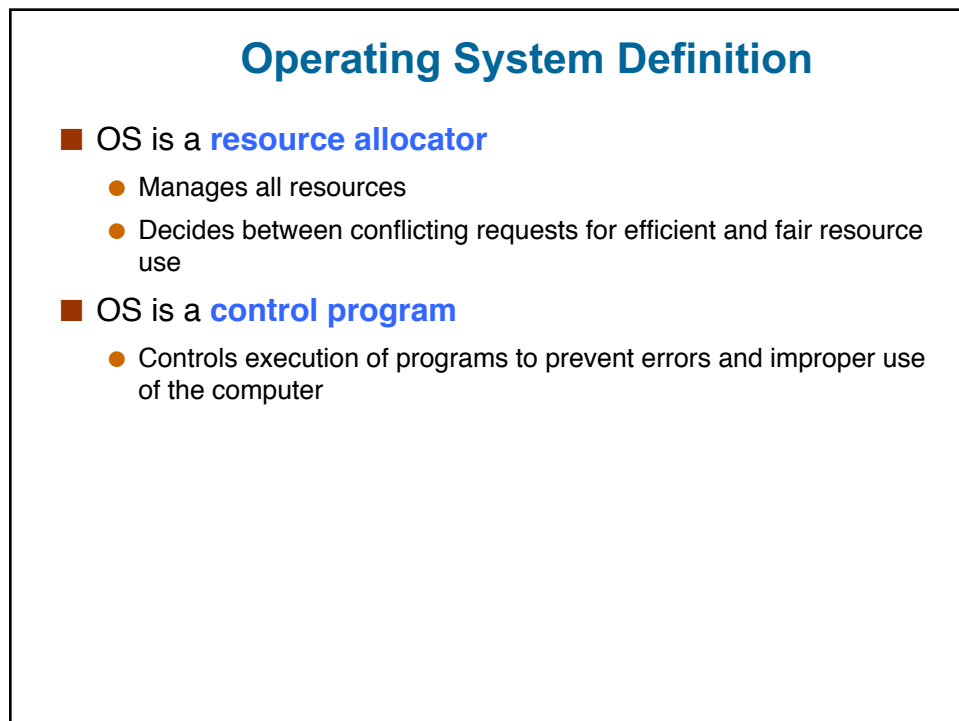 Operating System Definition
OS is a resource allocator
Manages all resources
Decides between conflicting requests for efficient and fair resource
use
OS is a control program
Controls execution of programs to prevent errors and improper use
of the computer